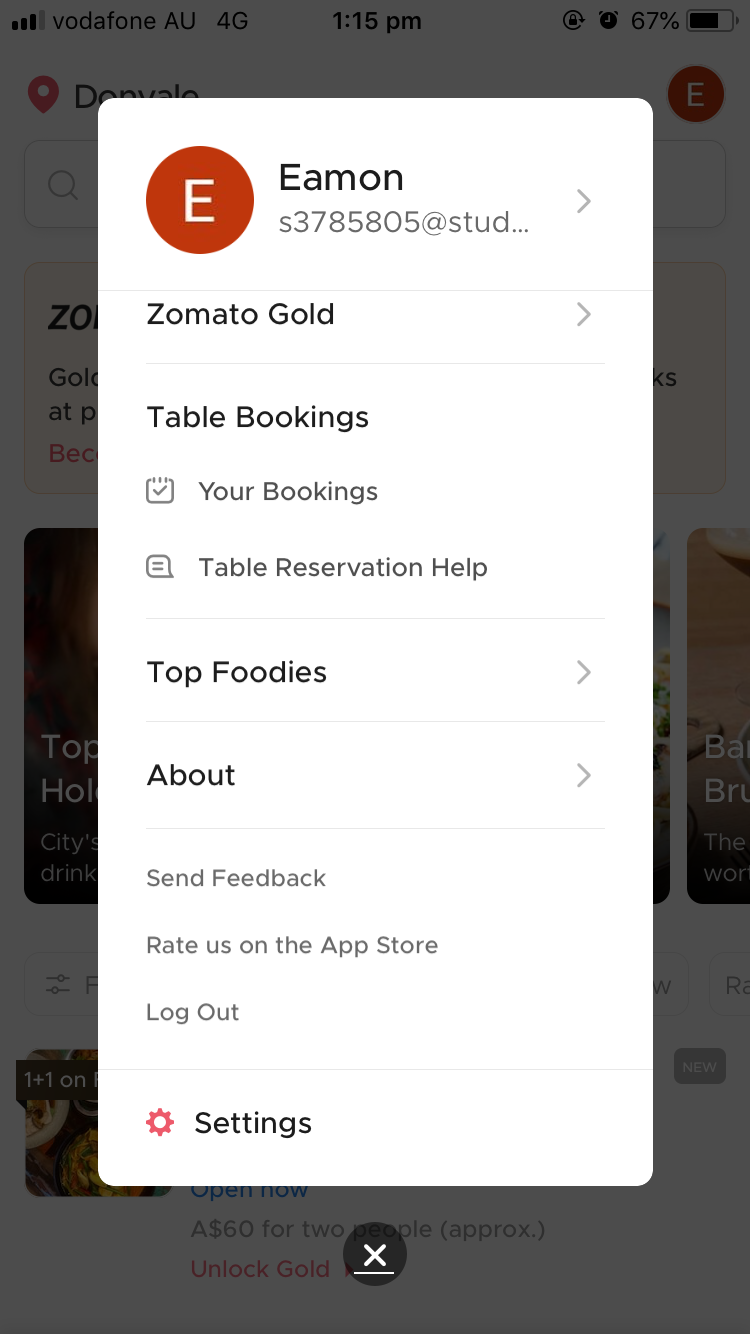 vodafone AU 4G 1:15 pm 67%
Donvale
E
E
Eamon
s3785805@stud...
Zomato Gold
Table Bookings
Your Bookings
Table Reservation Help
Top Foodies
About
Send Feedback
Rate us on the App Store
Log Out
Settings
ZO
Gold ks
at p
Bec
Top
Hol
City's
drink
Ba
Bru
The
wor
F w Ra
1+1 on
NEW
Open now
A$60 for two people (approx.)
Unlock Gold